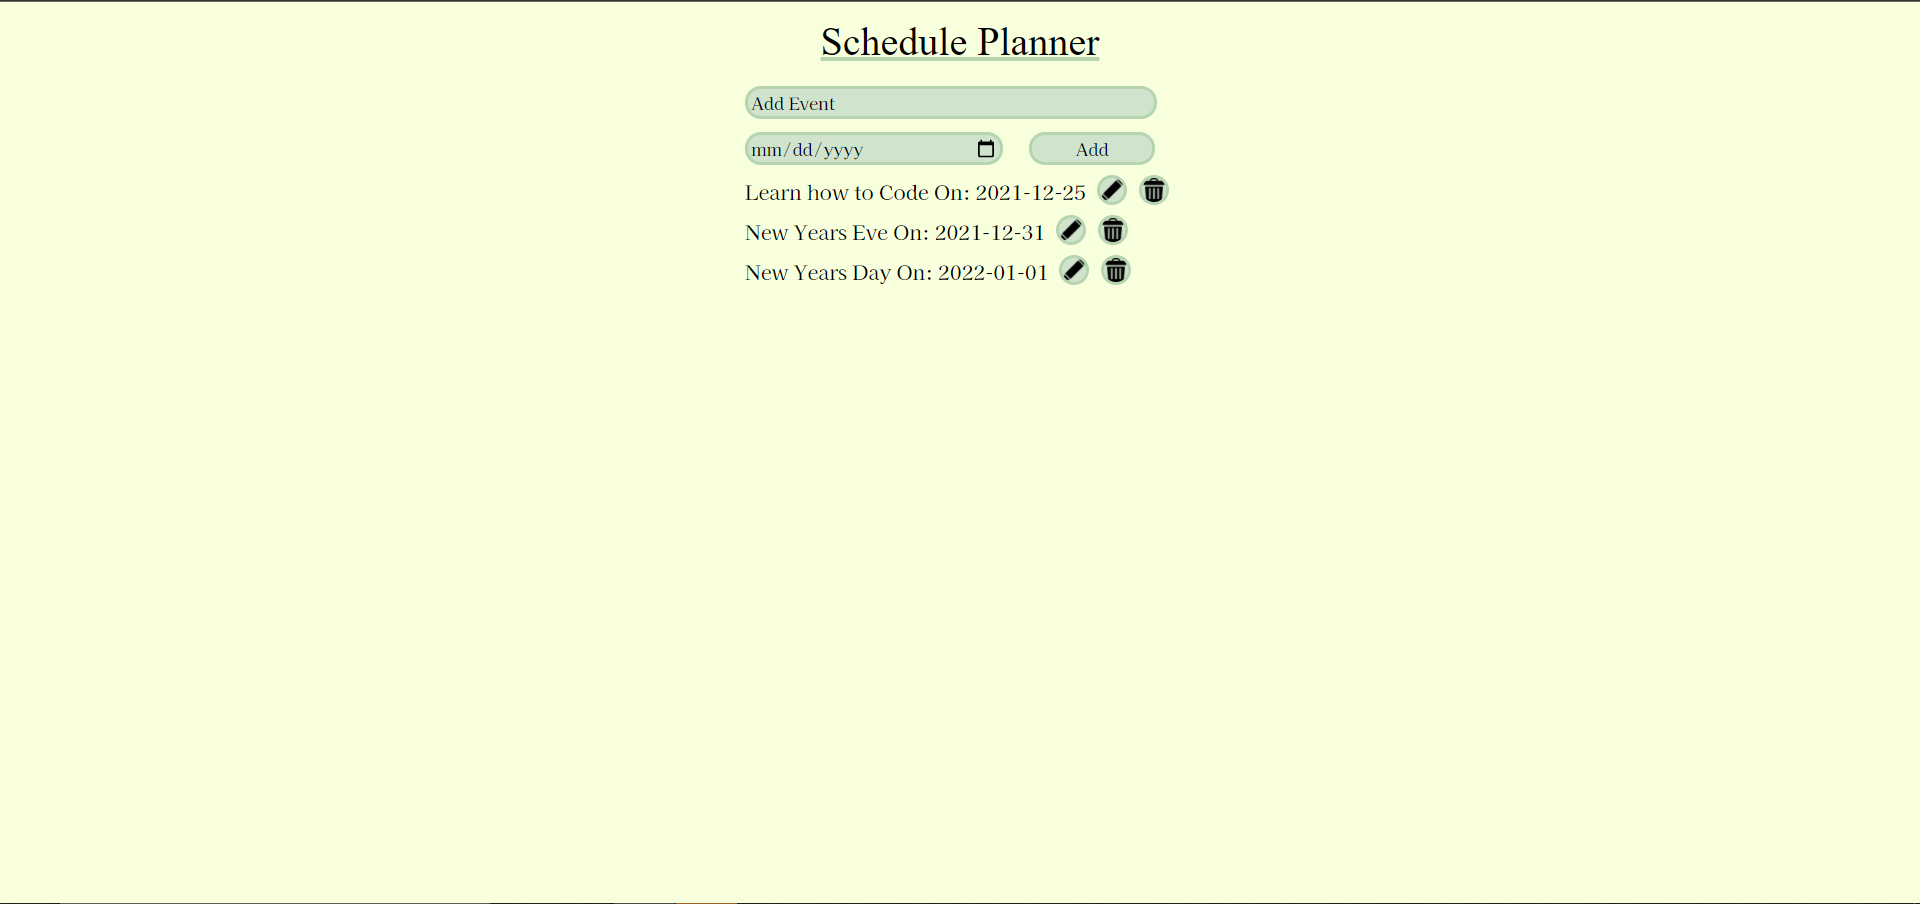 Schedule Planner
Add Event
mm/dd/yyyy Add
Learn how to Code On: 2021-12-25
New Years Eve On: 2021-12-31
New Years Day On: 2022-01-01